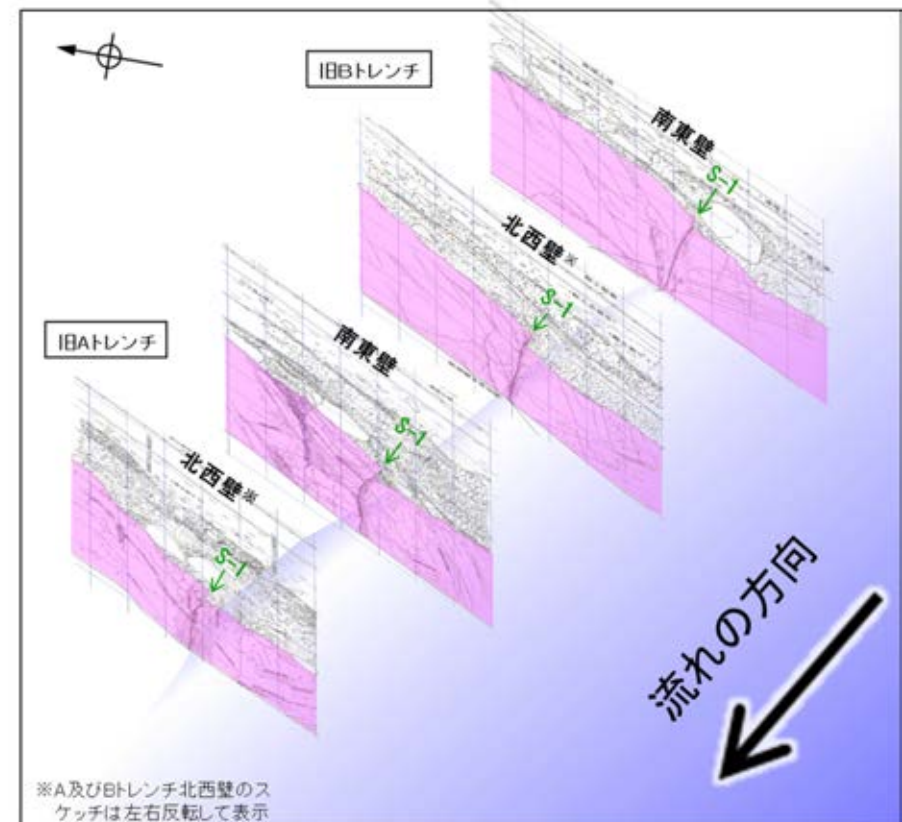 旧Bトレンチ
南東壁
S-1
北西壁※
S-1
旧Aトレンチ
南東壁
S-1
北西壁※
S-1
流れの方向
※A及びBトレンチ北西壁のス
ケッチは左右反転して表示